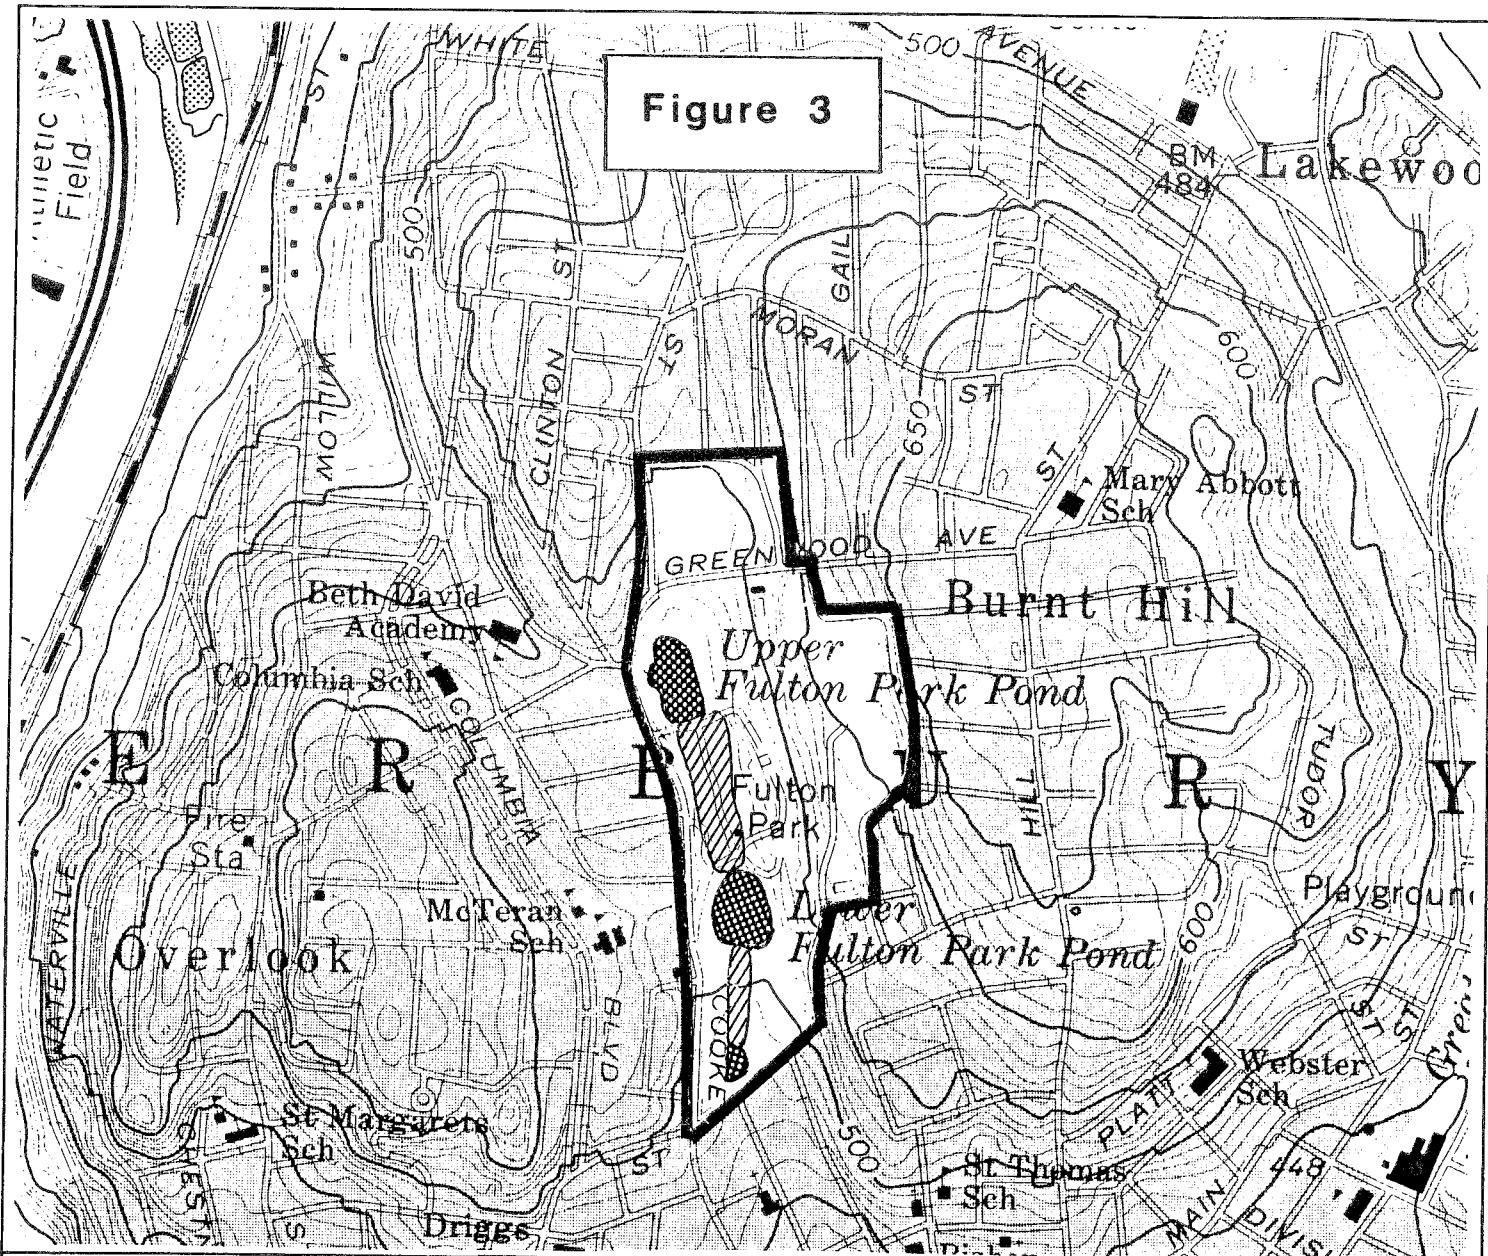 Figure 3
WHITE
ST
500
AVENUE
Field
BM
484
Lakewoo
500
ST
GAIL
MORAN
ST
ST
600
WILLOW
CLINTON
650
ST
Mary Abbott
Sch
GREENWOOD
AVE
Beth David
Academy
Burnt Hill
Upper
Fulton Park Pond
Columbia Sch
COLUMBIA
E R B U R Y
TUDOR
HILL
Fulton
Park
Fire
Sta
WATERVILLE
McTeran
Sch
Lower
Fulton Park Pond
Playground
Overlook
600
ST
COOKE
BLVD
ST
ST
Webster
Sch
PLATT
St Margarets
Sch
500
ST
St Thomas
Sch
448
MAIN
DIVIS
Driggs
S